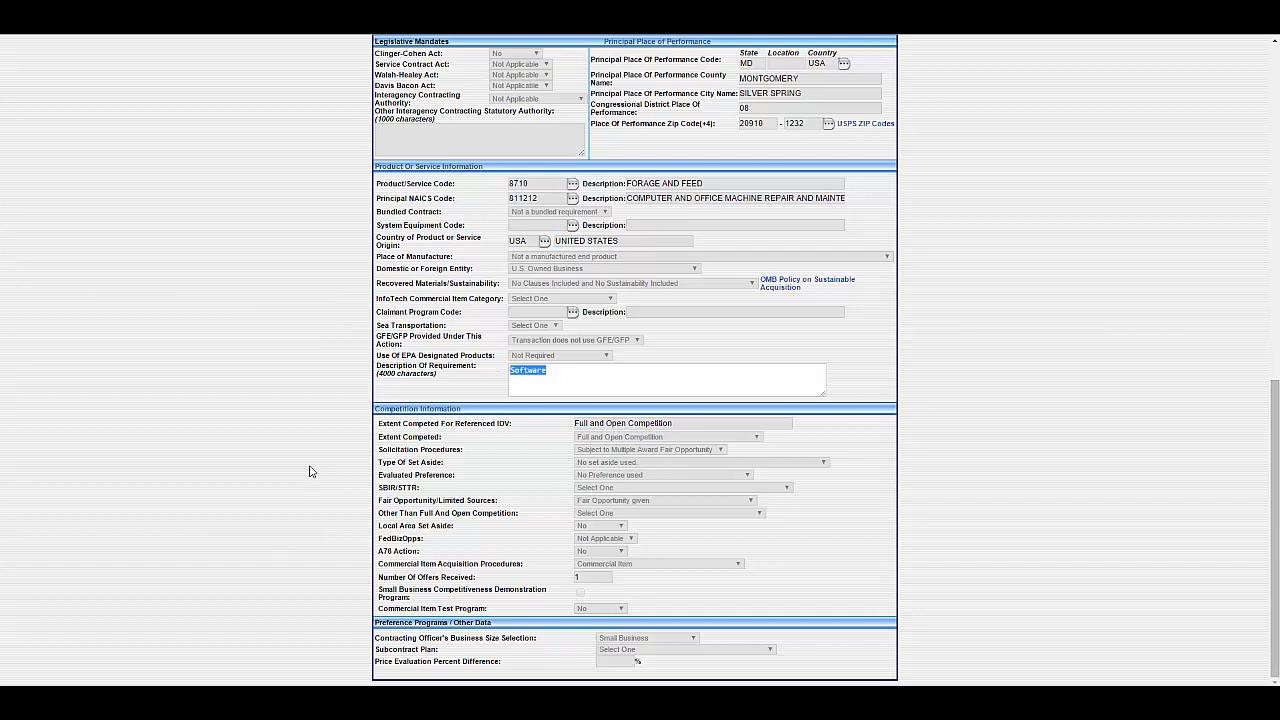 Legislative Mandates Principal Place of Performance
Clinger-Cohen Act: No
Service Contract Act: Not Applicable
Walsh-Healey Act: Not Applicable
Davis Bacon Act: Not Applicable
Interagency Contracting Authority: Not Applicable
Other Interagency Contracting Statutory Authority:
(1000 characters)
State Location Country
Principal Place Of Performance Code: MD USA
Principal Place Of Performance County Name: MONTGOMERY
Principal Place Of Performance City Name: SILVER SPRING
Congressional District Place Of Performance: 08
Place Of Performance Zip Code(+4): 20910 - 1232 USPS ZIP Codes
Product Or Service Information
Product/Service Code: 8710 Description: FORAGE AND FEED
Principal NAICS Code: 811212 Description: COMPUTER AND OFFICE MACHINE REPAIR AND MAINTE
Bundled Contract: Not a bundled requirement
System Equipment Code: Description:
Country of Product or Service Origin: USA UNITED STATES
Place of Manufacture: Not a manufactured end product
Domestic or Foreign Entity: U.S. Owned Business
Recovered Materials/Sustainability: No Clauses Included and No Sustainability Included OMB Policy on Sustainable Acquisition
InfoTech Commercial Item Category: Select One
Claimant Program Code: Description:
Sea Transportation: Select One
GFE/GFP Provided Under This Action: Transaction does not use GFE/GFP
Use Of EPA Designated Products: Not Required
Description Of Requirement: Software
(4000 characters)
Competition Information
Extent Competed For Referenced IDV: Full and Open Competition
Extent Competed: Full and Open Competition
Solicitation Procedures: Subject to Multiple Award Fair Opportunity
Type Of Set Aside: No set aside used.
Evaluated Preference: No Preference used
SBIR/STTR: Select One
Fair Opportunity/Limited Sources: Fair Opportunity given
Other Than Full And Open Competition: Select One
Local Area Set Aside: No
FedBizOpps: Not Applicable
A76 Action: No
Commercial Item Acquisition Procedures: Commercial Item
Number Of Offers Received: 1
Small Business Competitiveness Demonstration Program:
Commercial Item Test Program: No
Preference Programs / Other Data
Contracting Officer's Business Size Selection: Small Business
Subcontract Plan: Select One
Price Evaluation Percent Difference: %